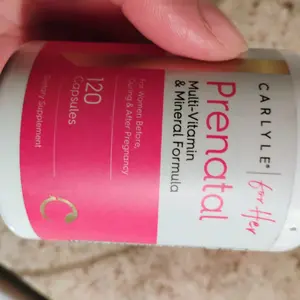 CARLYLE® | for Her
Prenatal
Multi-Vitamin
& Mineral Formula
For Women Before,
During & After Pregnancy
120
Capsules
Dietary Supplement
C